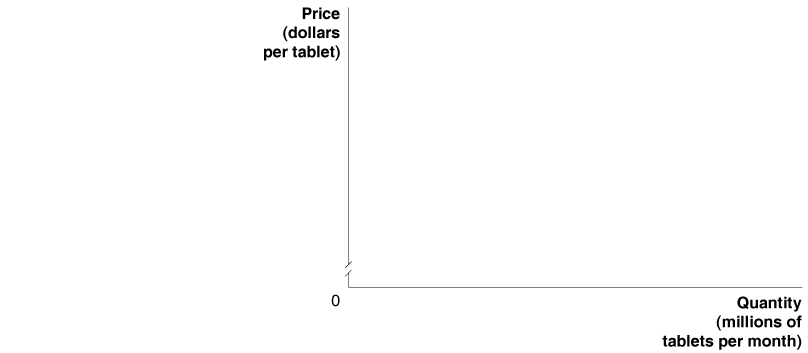 Price
(dollars
per tablet)
0
Quantity
(millions of
tablets per month)